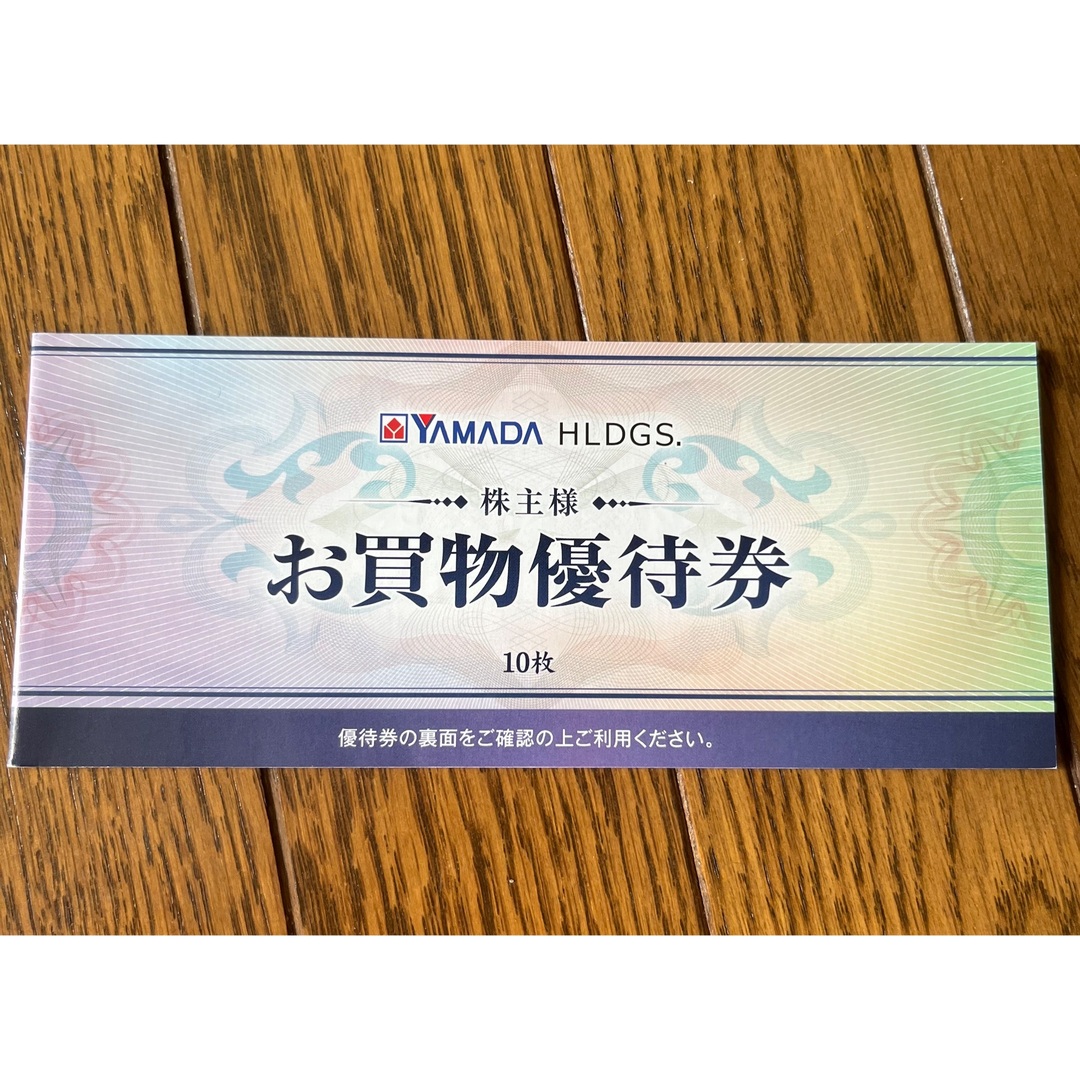 YAMADA HLDGS.
株主様
お買物優待券
10枚
優待券の裏面をご確認の上ご利用ください。